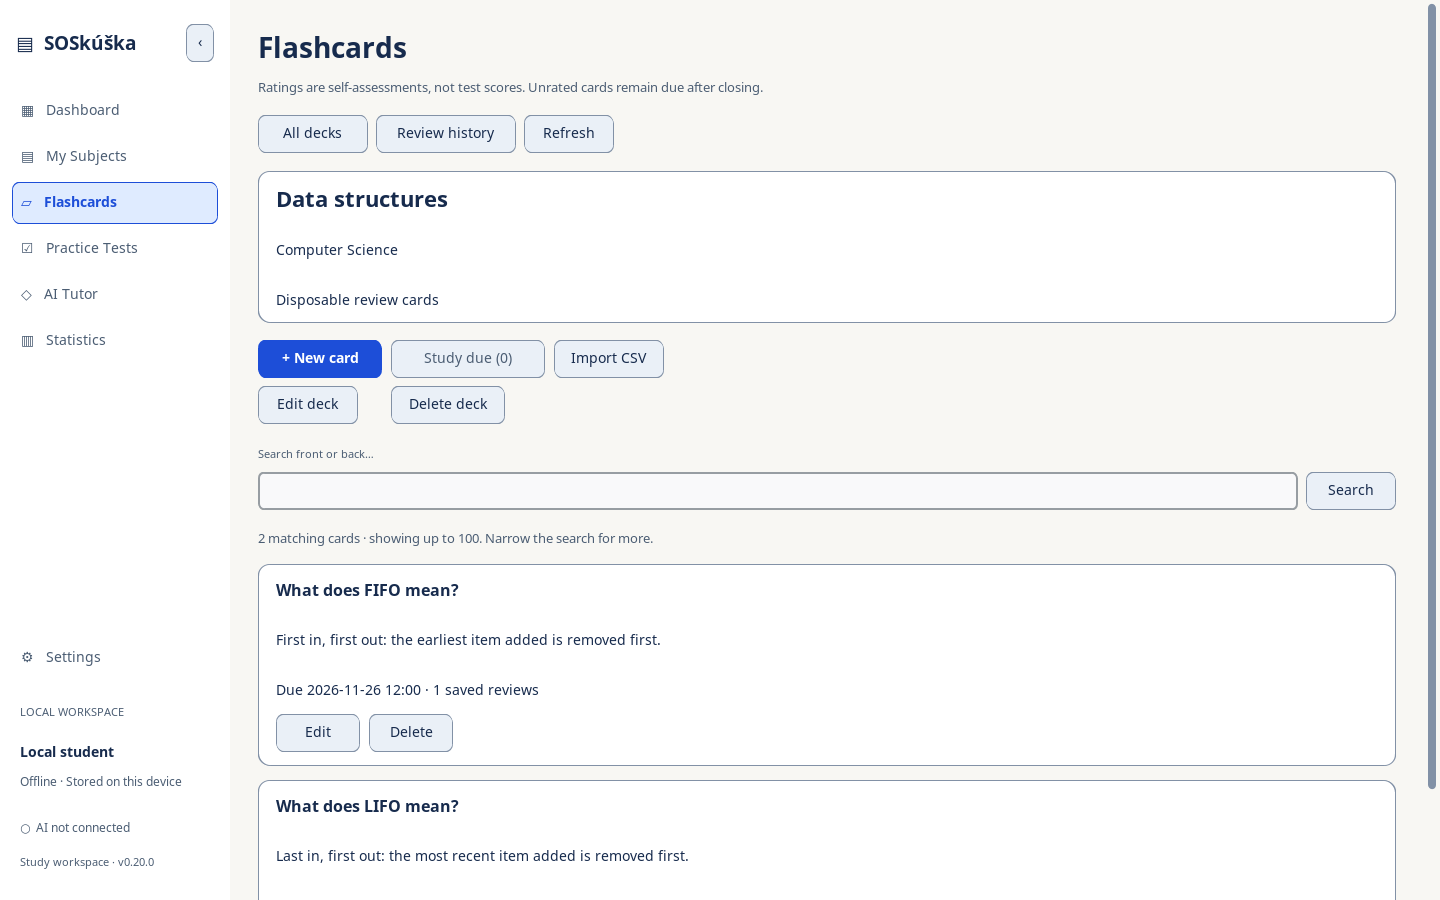 SOSkúška
‹
Dashboard
My Subjects
Flashcards
Practice Tests
AI Tutor
Statistics
Settings
LOCAL WORKSPACE
Local student
Offline · Stored on this device
AI not connected
Study workspace · v0.20.0
Flashcards
Ratings are self-assessments, not test scores. Unrated cards remain due after closing.
All decks
Review history
Refresh
Data structures
Computer Science
Disposable review cards
+ New card
Study due (0)
Import CSV
Edit deck
Delete deck
Search front or back...
Search
2 matching cards · showing up to 100. Narrow the search for more.
What does FIFO mean?
First in, first out: the earliest item added is removed first.
Due 2026-11-26 12:00 · 1 saved reviews
Edit
Delete
What does LIFO mean?
Last in, first out: the most recent item added is removed first.